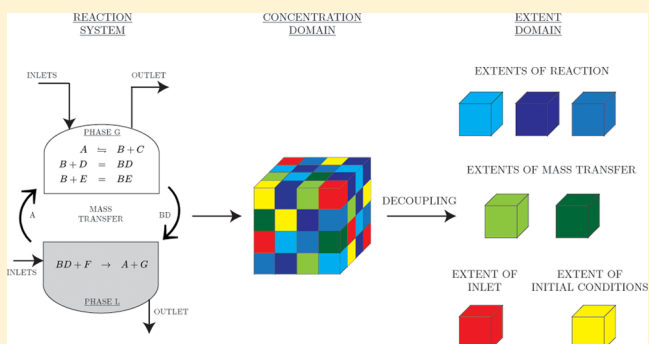 REACTION
SYSTEM
CONCENTRATION
DOMAIN
EXTENT
DOMAIN
INLETS
OUTLET
PHASE G
A ⇋ B + C
B + D = BD
B + E = BE
A
MASS
TRANSFER
BD
INLETS
BD + F → A + G
PHASE L
OUTLET
DECOUPLING
EXTENTS OF REACTION
EXTENTS OF MASS TRANSFER
EXTENT OF
INLET
EXTENT OF
INITIAL CONDITIONS